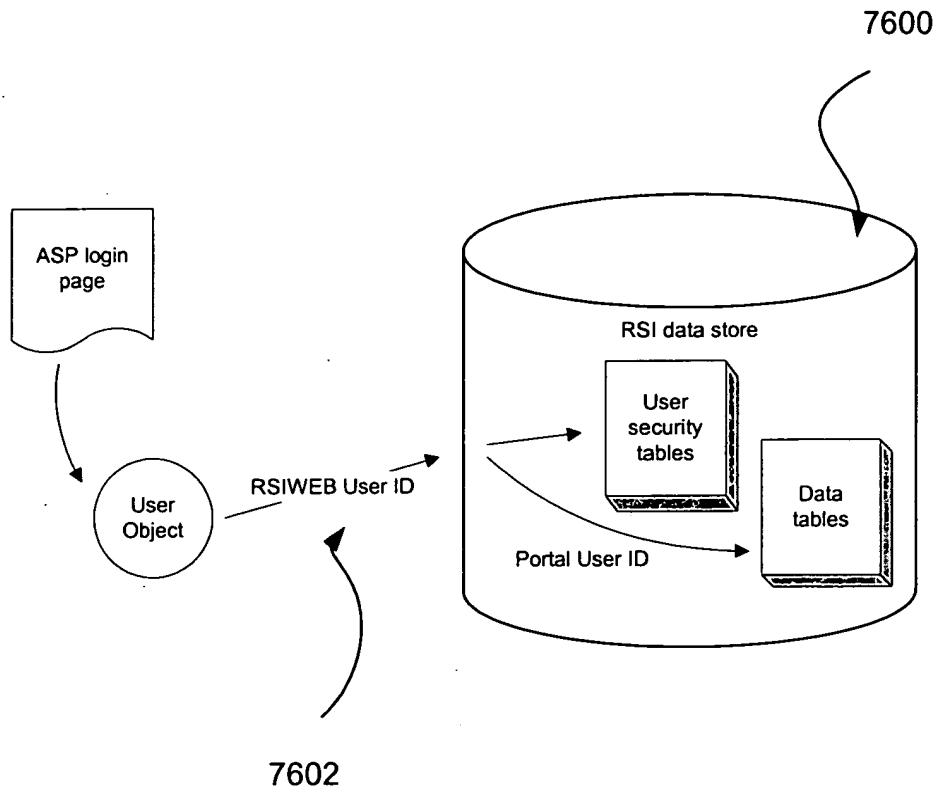 7600
ASP login
page
RSI data store
User
security
tables
RSIWEB User ID
User
Object
Data
tables
Portal User ID
7602